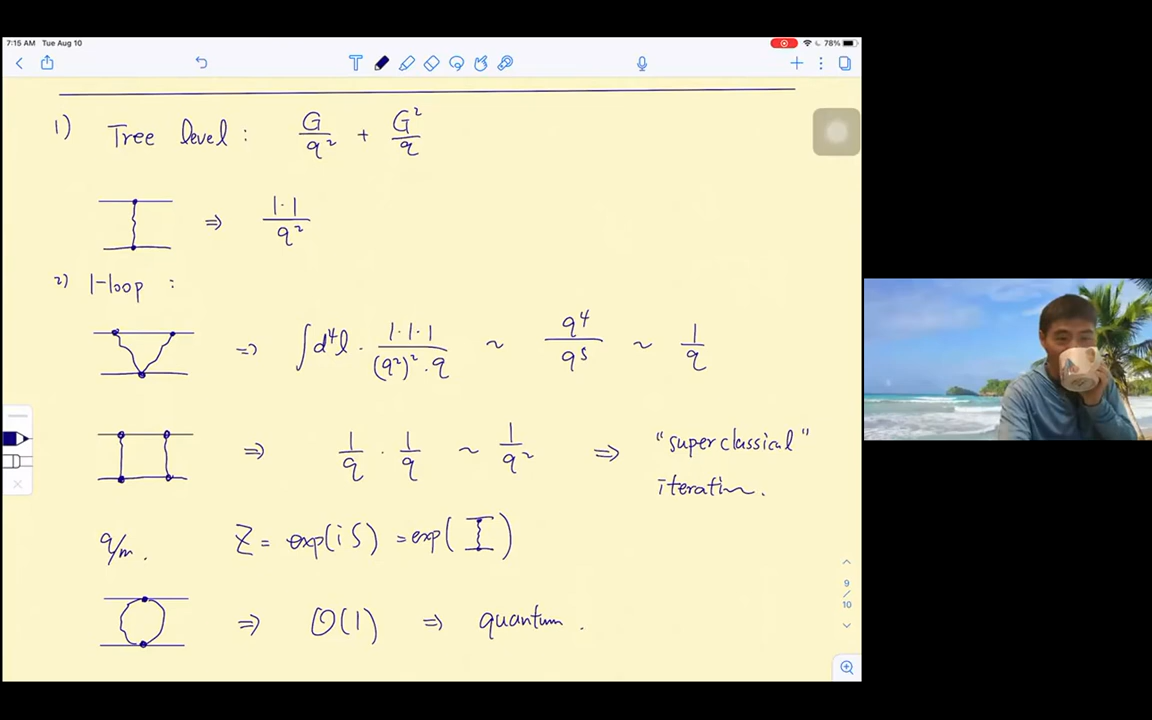 7:15 AM Tue Aug 10
78%
1) Tree level : G/q² + G²/q
⇒ 1·1/q²
2) 1-loop :
⇒ ∫d⁴l · 1·1·1/(q²)²·q ~ q⁴/q⁵ ~ 1/q
⇒ 1/q · 1/q ~ 1/q² ⇒ "superclassical"
iteration.
q/m. Z = exp(iS) = exp( )
⇒ O(1) ⇒ quantum.
9
/
10